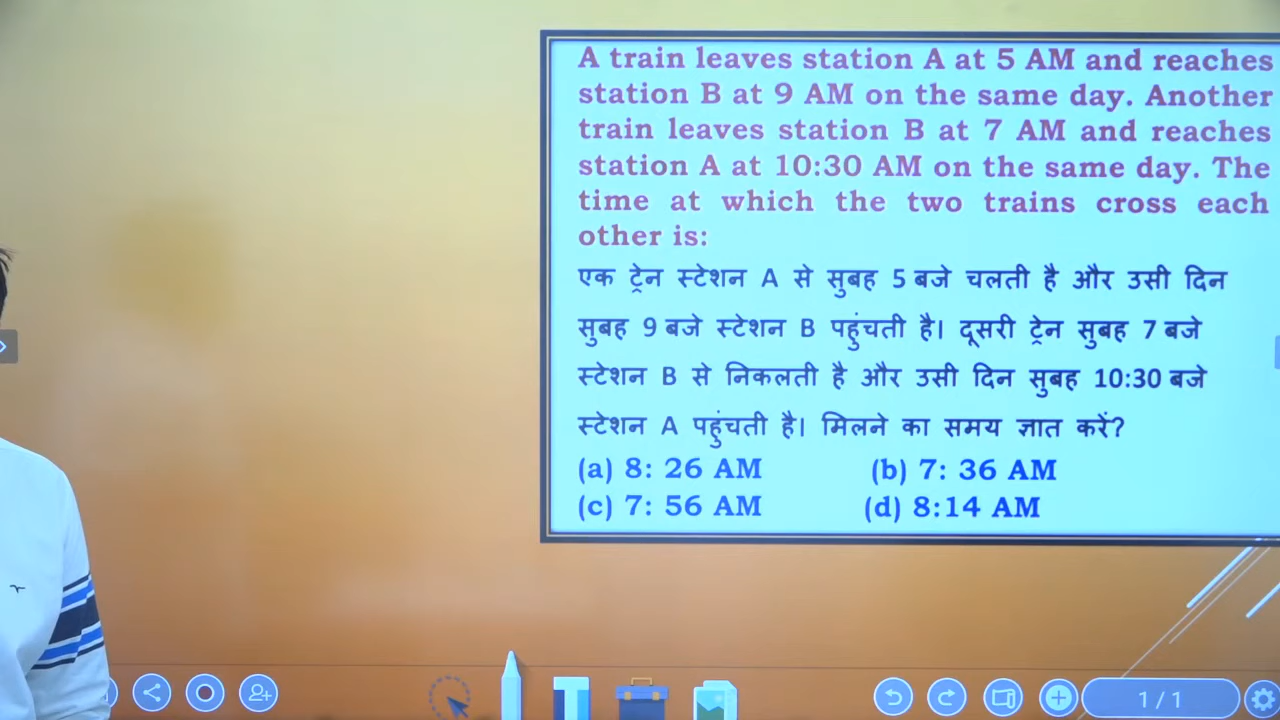 A train leaves station A at 5 AM and reaches
station B at 9 AM on the same day. Another
train leaves station B at 7 AM and reaches
station A at 10:30 AM on the same day. The
time at which the two trains cross each
other is:
एक ट्रेन स्टेशन A से सुबह 5 बजे चलती है और उसी दिन
सुबह 9 बजे स्टेशन B पहुंचती है। दूसरी ट्रेन सुबह 7 बजे
स्टेशन B से निकलती है और उसी दिन सुबह 10:30 बजे
स्टेशन A पहुंचती है। मिलने का समय ज्ञात करें?
(a) 8: 26 AM (b) 7: 36 AM
(c) 7: 56 AM (d) 8:14 AM
1 / 1